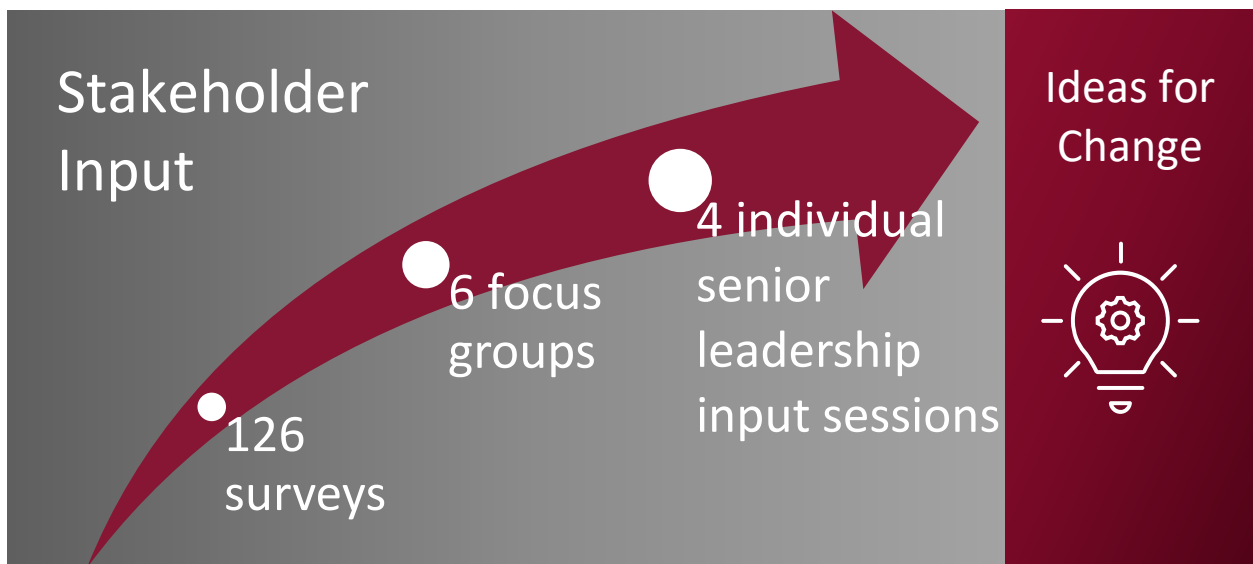 Stakeholder
Input
126
surveys
6 focus
groups
4 individual
senior
leadership
input sessions
Ideas for
Change